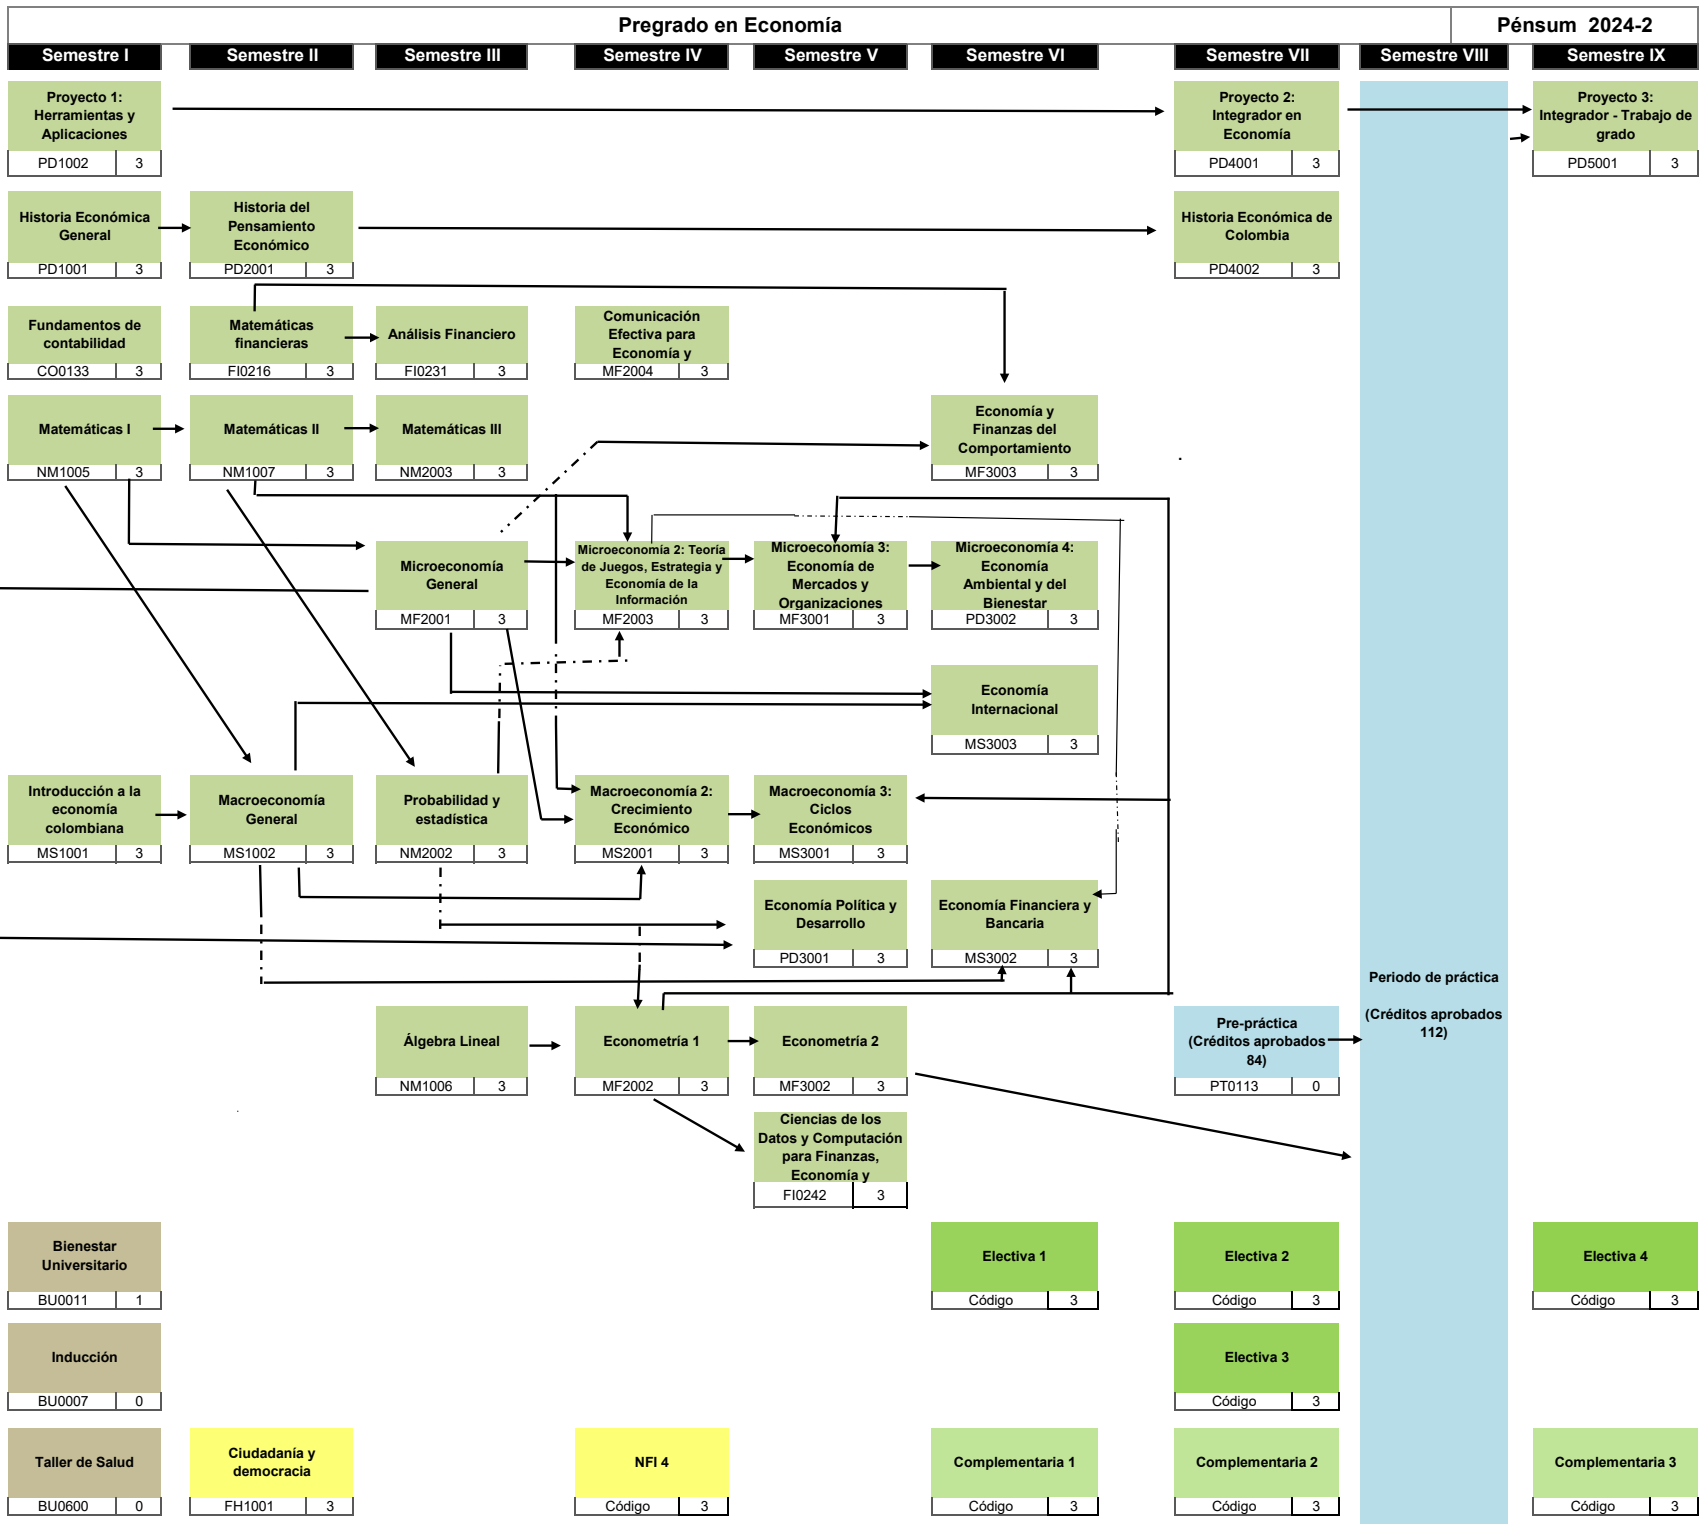 Pregrado en Economía
Pénsum 2024-2
Semestre I
Semestre II
Semestre III
Semestre IV
Semestre V
Semestre VI
Semestre VII
Semestre VIII
Semestre IX
Proyecto 1:
Herramientas y
Aplicaciones
PD1002 3
Proyecto 2:
Integrador en
Economía
PD4001 3
Proyecto 3:
Integrador - Trabajo de
grado
PD5001 3
Historia Económica
General
PD1001 3
Historia del
Pensamiento
Económico
PD2001 3
Historia Económica de
Colombia
PD4002 3
Fundamentos de
contabilidad
CO0133 3
Matemáticas
financieras
FI0216 3
Análisis Financiero
FI0231 3
Comunicación
Efectiva para
Economía y
MF2004 3
Matemáticas I
NM1005 3
Matemáticas II
NM1007 3
Matemáticas III
NM2003 3
Economía y
Finanzas del
Comportamiento
MF3003 3
Microeconomía
General
MF2001 3
Microeconomía 2: Teoría
de Juegos, Estrategia y
Economía de la
Información
MF2003 3
Microeconomía 3:
Economía de
Mercados y
Organizaciones
MF3001 3
Microeconomía 4:
Economía
Ambiental y del
Bienestar
PD3002 3
Economía
Internacional
MS3003 3
Introducción a la
economía
colombiana
MS1001 3
Macroeconomía
General
MS1002 3
Probabilidad y
estadística
NM2002 3
Macroeconomía 2:
Crecimiento
Económico
MS2001 3
Macroeconomía 3:
Ciclos
Económicos
MS3001 3
Economía Política y
Desarrollo
PD3001 3
Economía Financiera y
Bancaria
MS3002 3
Periodo de práctica
(Créditos aprobados
112)
Álgebra Lineal
NM1006 3
Econometría 1
MF2002 3
Econometría 2
MF3002 3
Pre-práctica
(Créditos aprobados
84)
PT0113 0
Ciencias de los
Datos y Computación
para Finanzas,
Economía y
FI0242 3
Bienestar
Universitario
BU0011 1
Electiva 1
Código 3
Electiva 2
Código 3
Electiva 4
Código 3
Inducción
BU0007 0
Electiva 3
Código 3
Taller de Salud
BU0600 0
Ciudadanía y
democracia
FH1001 3
NFI 4
Código 3
Complementaria 1
Código 3
Complementaria 2
Código 3
Complementaria 3
Código 3